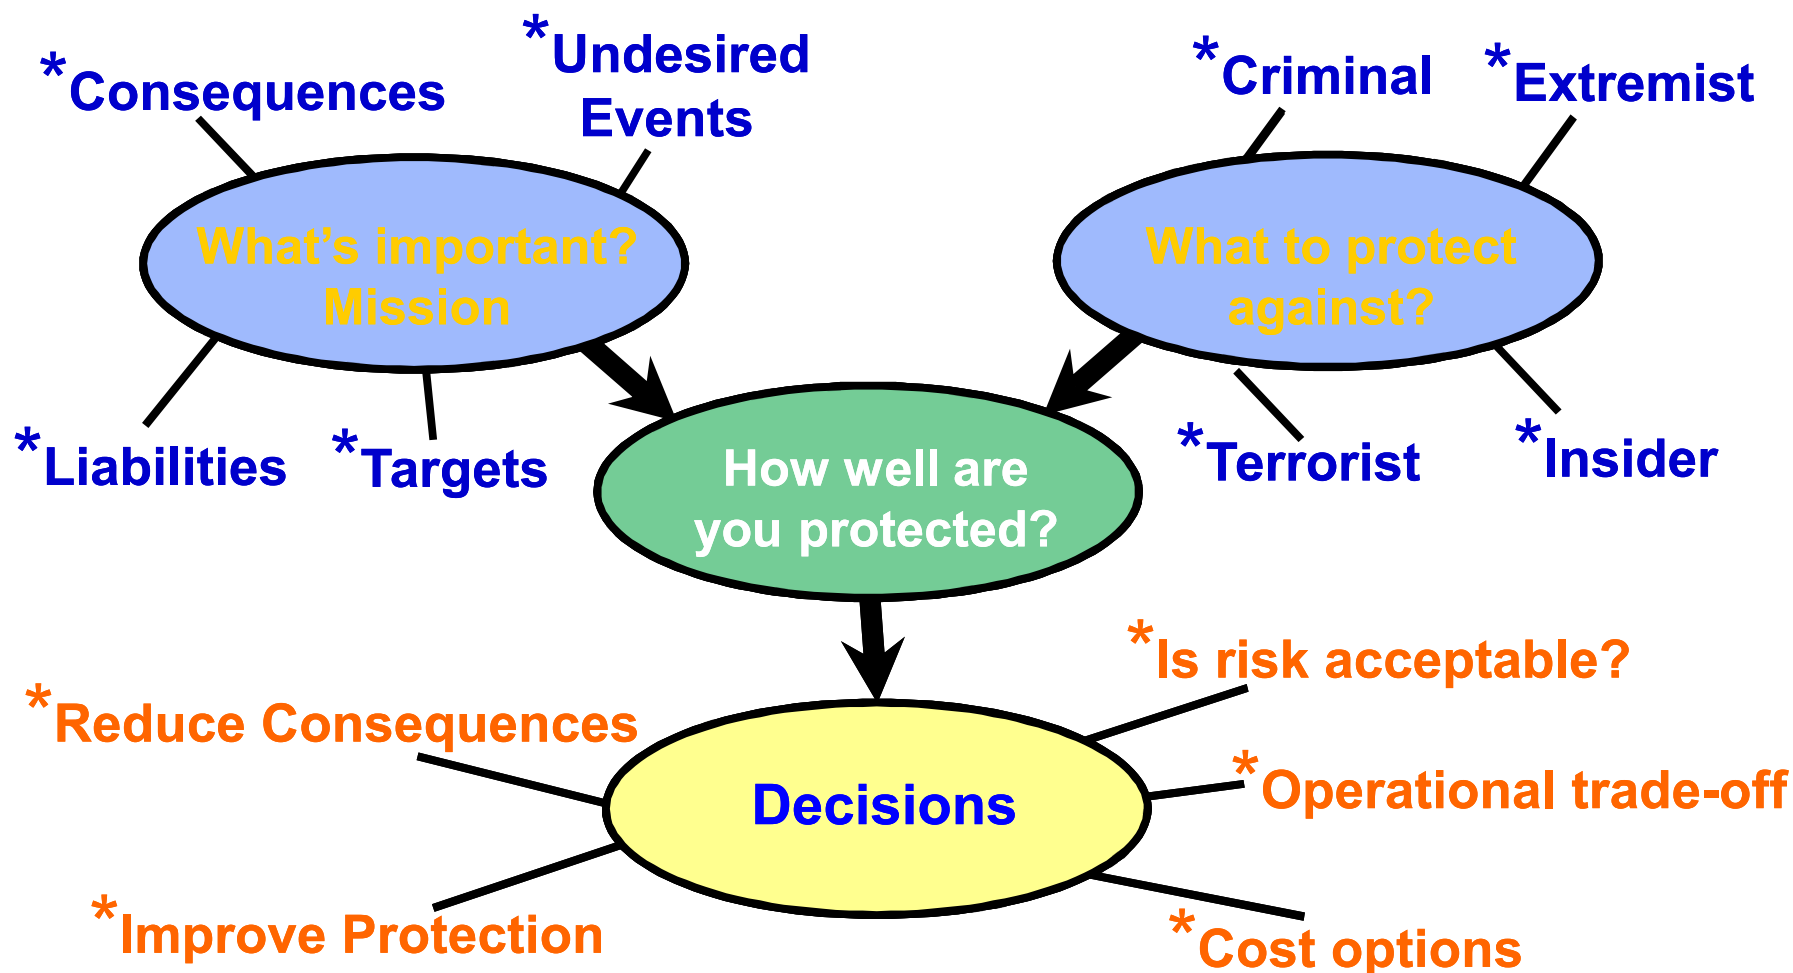 *Consequences
*Undesired
Events
*Criminal
*Extremist
What's important?
Mission
What to protect
against?
*Liabilities
*Targets
*Terrorist
*Insider
How well are
you protected?
*Is risk acceptable?
*Reduce Consequences
*Operational trade-off
Decisions
*Improve Protection
*Cost options